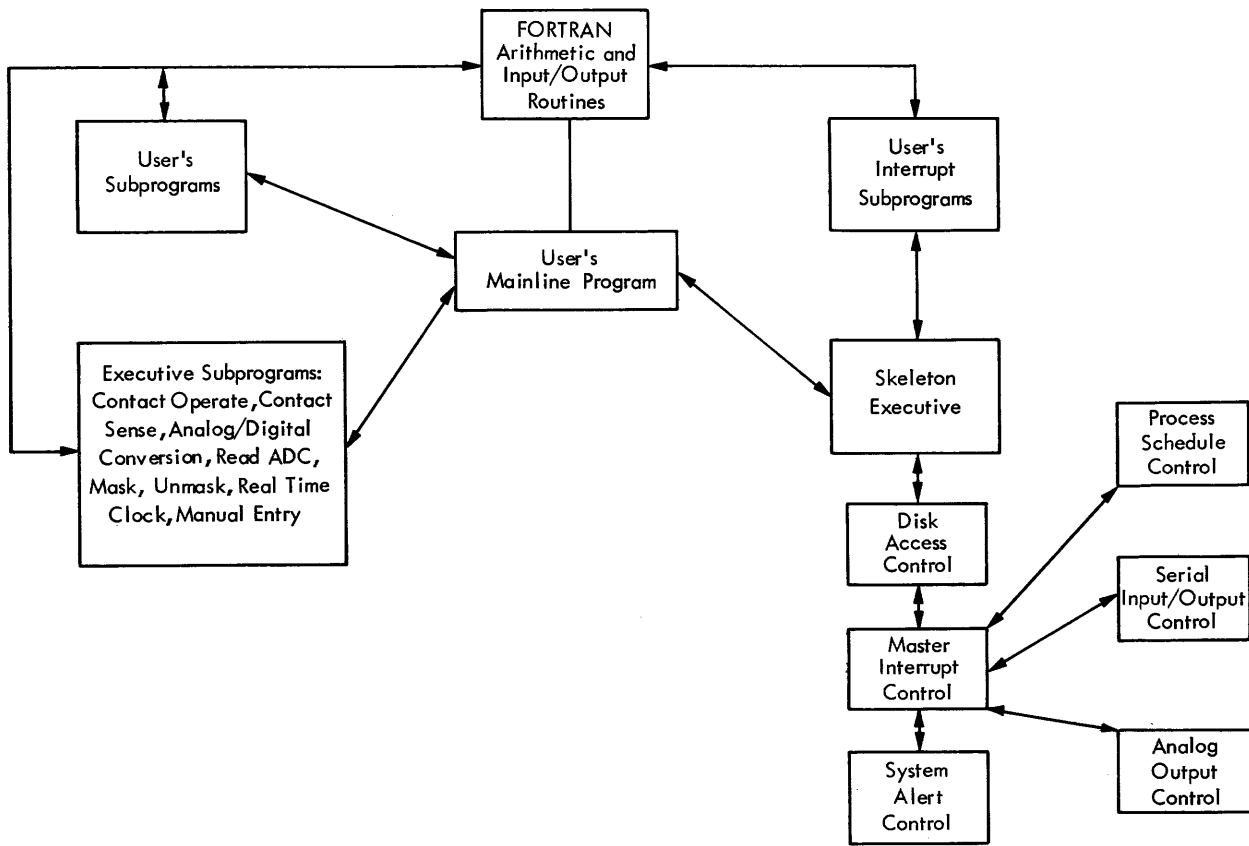 FORTRAN
Arithmetic and
Input/Output
Routines
User's
Subprograms
User's
Interrupt
Subprograms
User's
Mainline Program
Executive Subprograms:
Contact Operate, Contact
Sense, Analog/Digital
Conversion, Read ADC,
Mask, Unmask, Real Time
Clock, Manual Entry
Skeleton
Executive
Process
Schedule
Control
Disk
Access
Control
Serial
Input/Output
Control
Master
Interrupt
Control
System
Alert
Control
Analog
Output
Control